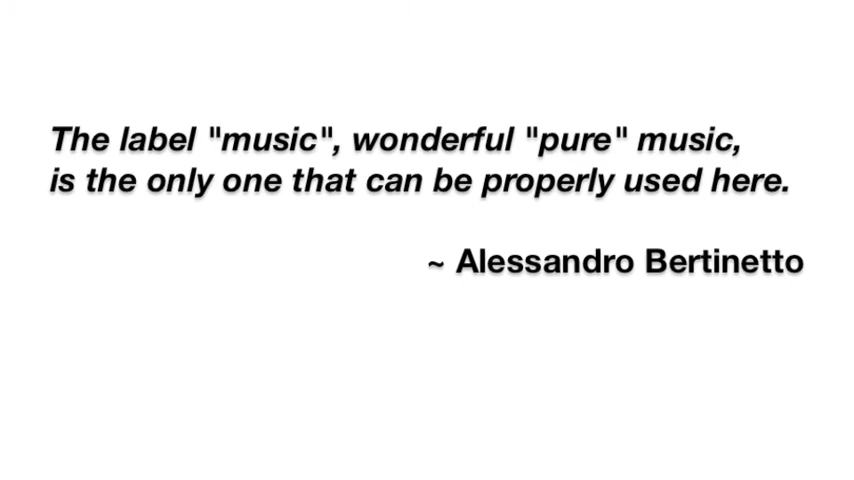 The label "music", wonderful "pure" music,
is the only one that can be properly used here.
~ Alessandro Bertinetto